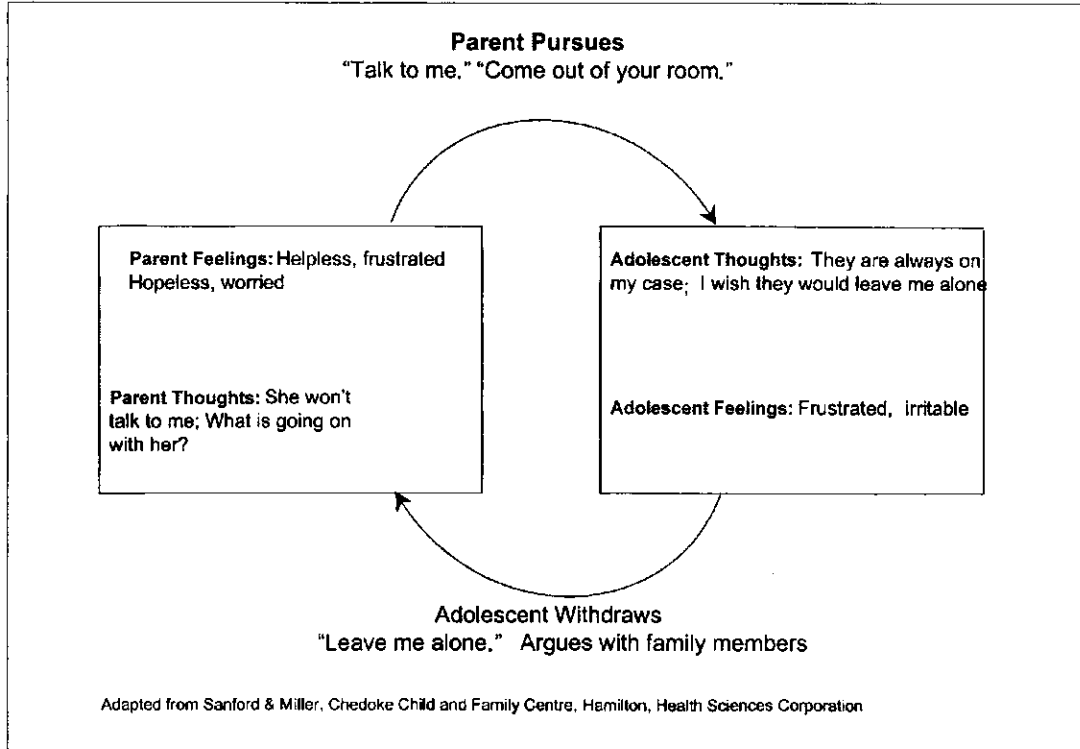 Parent Pursues
“Talk to me.” “Come out of your room.”
Parent Feelings: Helpless, frustrated
Hopeless, worried
Parent Thoughts: She won't
talk to me; What is going on
with her?
Adolescent Thoughts: They are always on
my case; I wish they would leave me alone
Adolescent Feelings: Frustrated, irritable
Adolescent Withdraws
“Leave me alone.” Argues with family members
Adapted from Sanford & Miller, Chedoke Child and Family Centre, Hamilton, Health Sciences Corporation